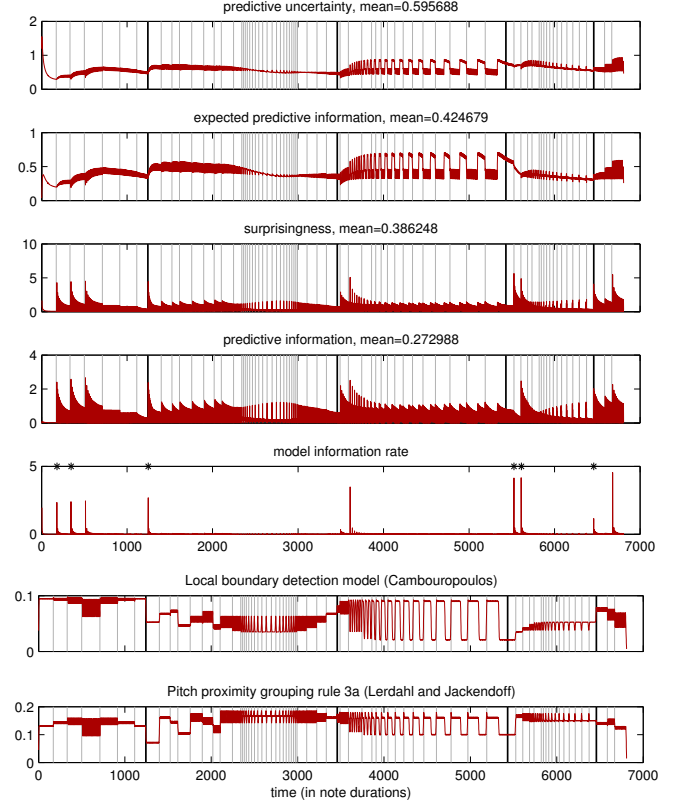 predictive uncertainty, mean=0.595688
2
1
0
expected predictive information, mean=0.424679
1
0.5
0
surprisingness, mean=0.386248
10
5
0
predictive information, mean=0.272988
4
2
0
model information rate
5
* * * * * *
0
0 1000 2000 3000 4000 5000 6000 7000
Local boundary detection model (Cambouropoulos)
0.1
0
Pitch proximity grouping rule 3a (Lerdahl and Jackendoff)
0.2
0.1
0
0 1000 2000 3000 4000 5000 6000 7000
time (in note durations)